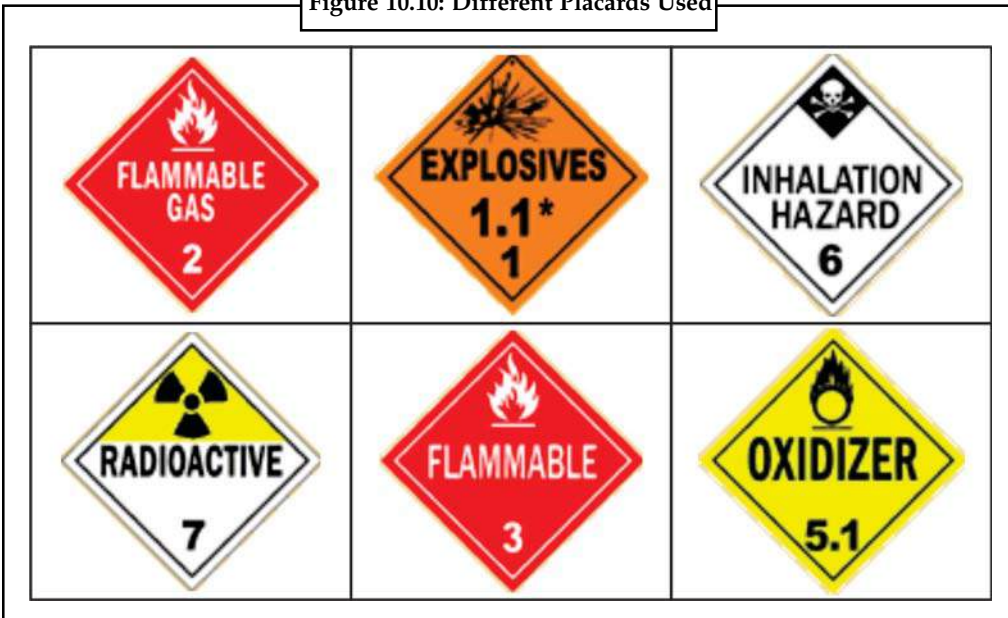 Figure 10.10: Different Placards Used
FLAMMABLE
GAS
2
EXPLOSIVES
1.1*
1
INHALATION
HAZARD
6
RADIOACTIVE
7
FLAMMABLE
3
OXIDIZER
5.1